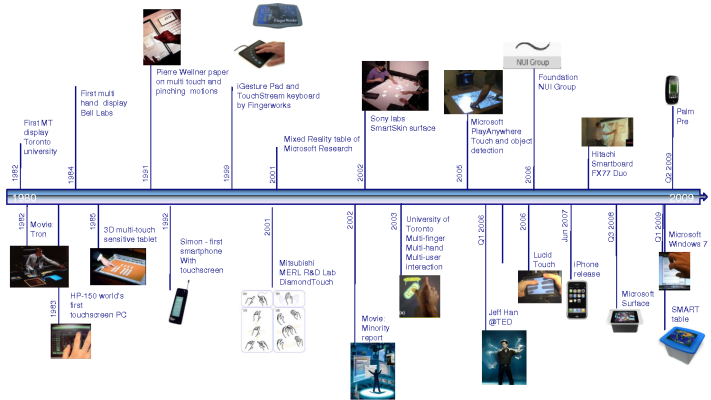 FingerWorks
Pierre Wellner paper
on multi touch and
pinching motions
iGesture Pad and
TouchStream keyboard
by Fingerworks
First multi
hand display
Bell Labs
First MT
display
Toronto
university
Mixed Reality table of
Microsoft Research
Sony labs
SmartSkin surface
Microsoft
PlayAnywhere
Touch and object
detection
NUI Group
Foundation
NUI Group
Hitachi
Smartboard
FX77 Duo
Palm
Pre
1982
1984
1991
1999
2001
2002
2005
2006
Q2 2009
1980
2009
1982
Movie:
Tron
1983
HP-150 world's
first
touchscreen PC
1985
3D multi-touch
sensitive tablet
1992
Simon - first
smartphone
With
touchscreen
2001
Mitsubishi
MERL R&D Lab
DiamondTouch
2002
Movie:
Minority
report
2003
University of
Toronto
Multi-finger
Multi-hand
Multi-user
interaction
Q1 2006
Jeff Han
@TED
2006
Lucid
Touch
Jun 2007
iPhone
release
Q3 2008
Microsoft
Surface
Q1 2009
Microsoft
Windows 7
SMART
table